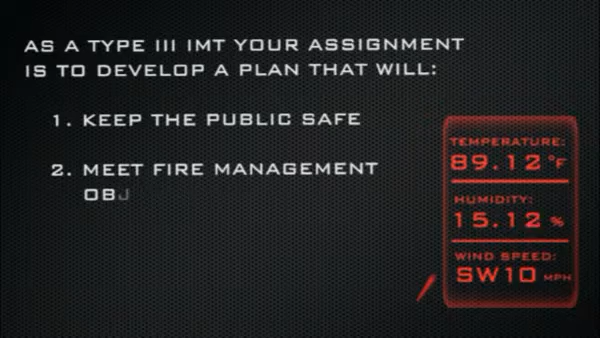 AS A TYPE III IMT YOUR ASSIGNMENT
IS TO DEVELOP A PLAN THAT WILL:
1. KEEP THE PUBLIC SAFE
2. MEET FIRE MANAGEMENT
OBJ
TEMPERATURE:
89.12 °F
HUMIDITY:
15.12 %
WIND SPEED:
SW10 MPH